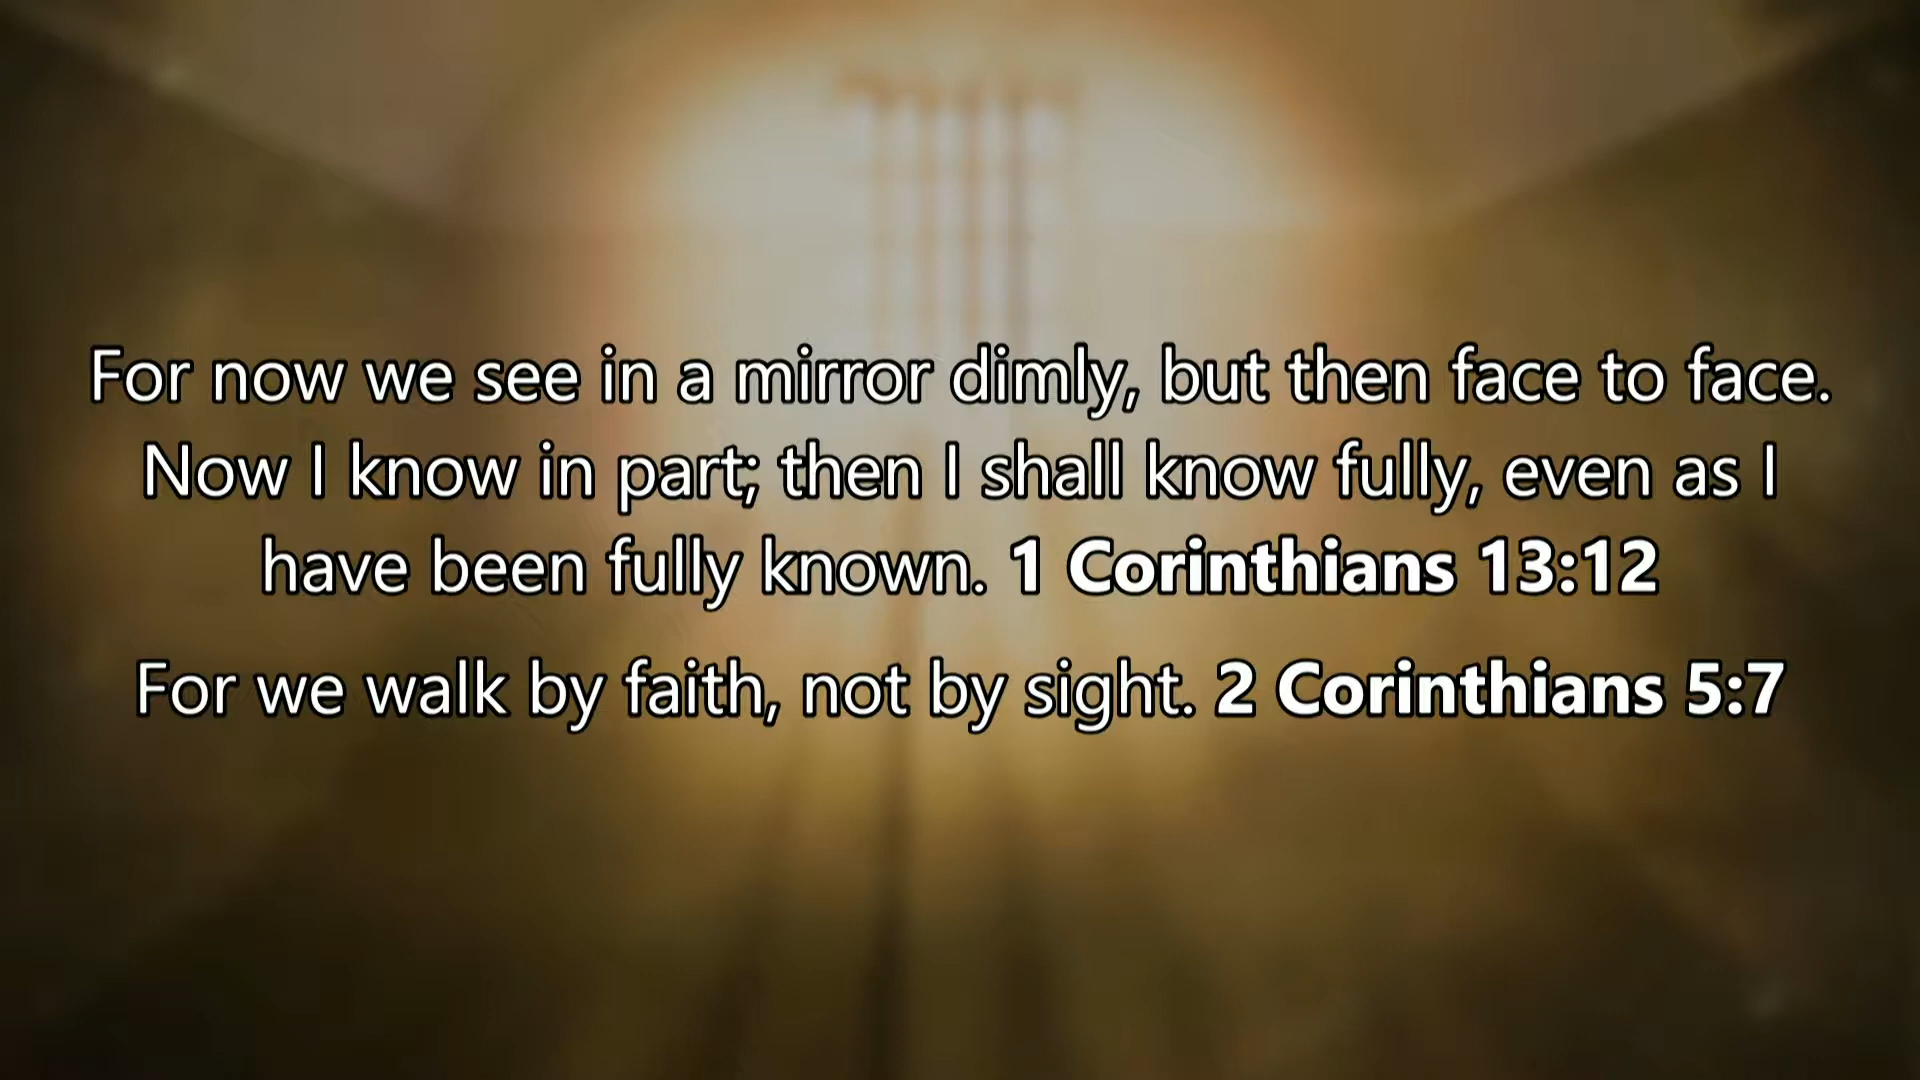 For now we see in a mirror dimly, but then face to face.
Now I know in part; then I shall know fully, even as I
have been fully known. 1 Corinthians 13:12
For we walk by faith, not by sight. 2 Corinthians 5:7